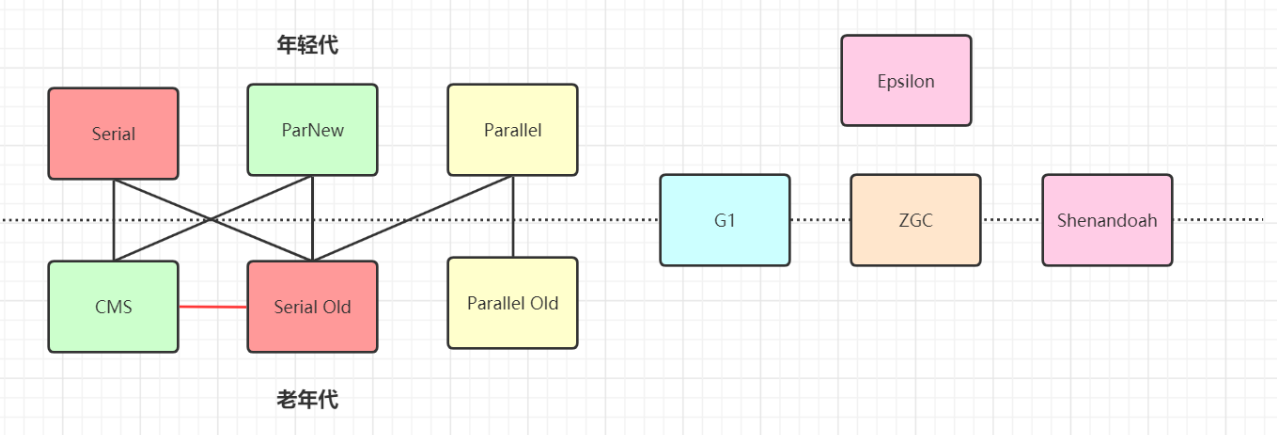 年轻代
Epsilon
Serial
ParNew
Parallel
G1
ZGC
Shenandoah
CMS
Serial Old
Parallel Old
老年代